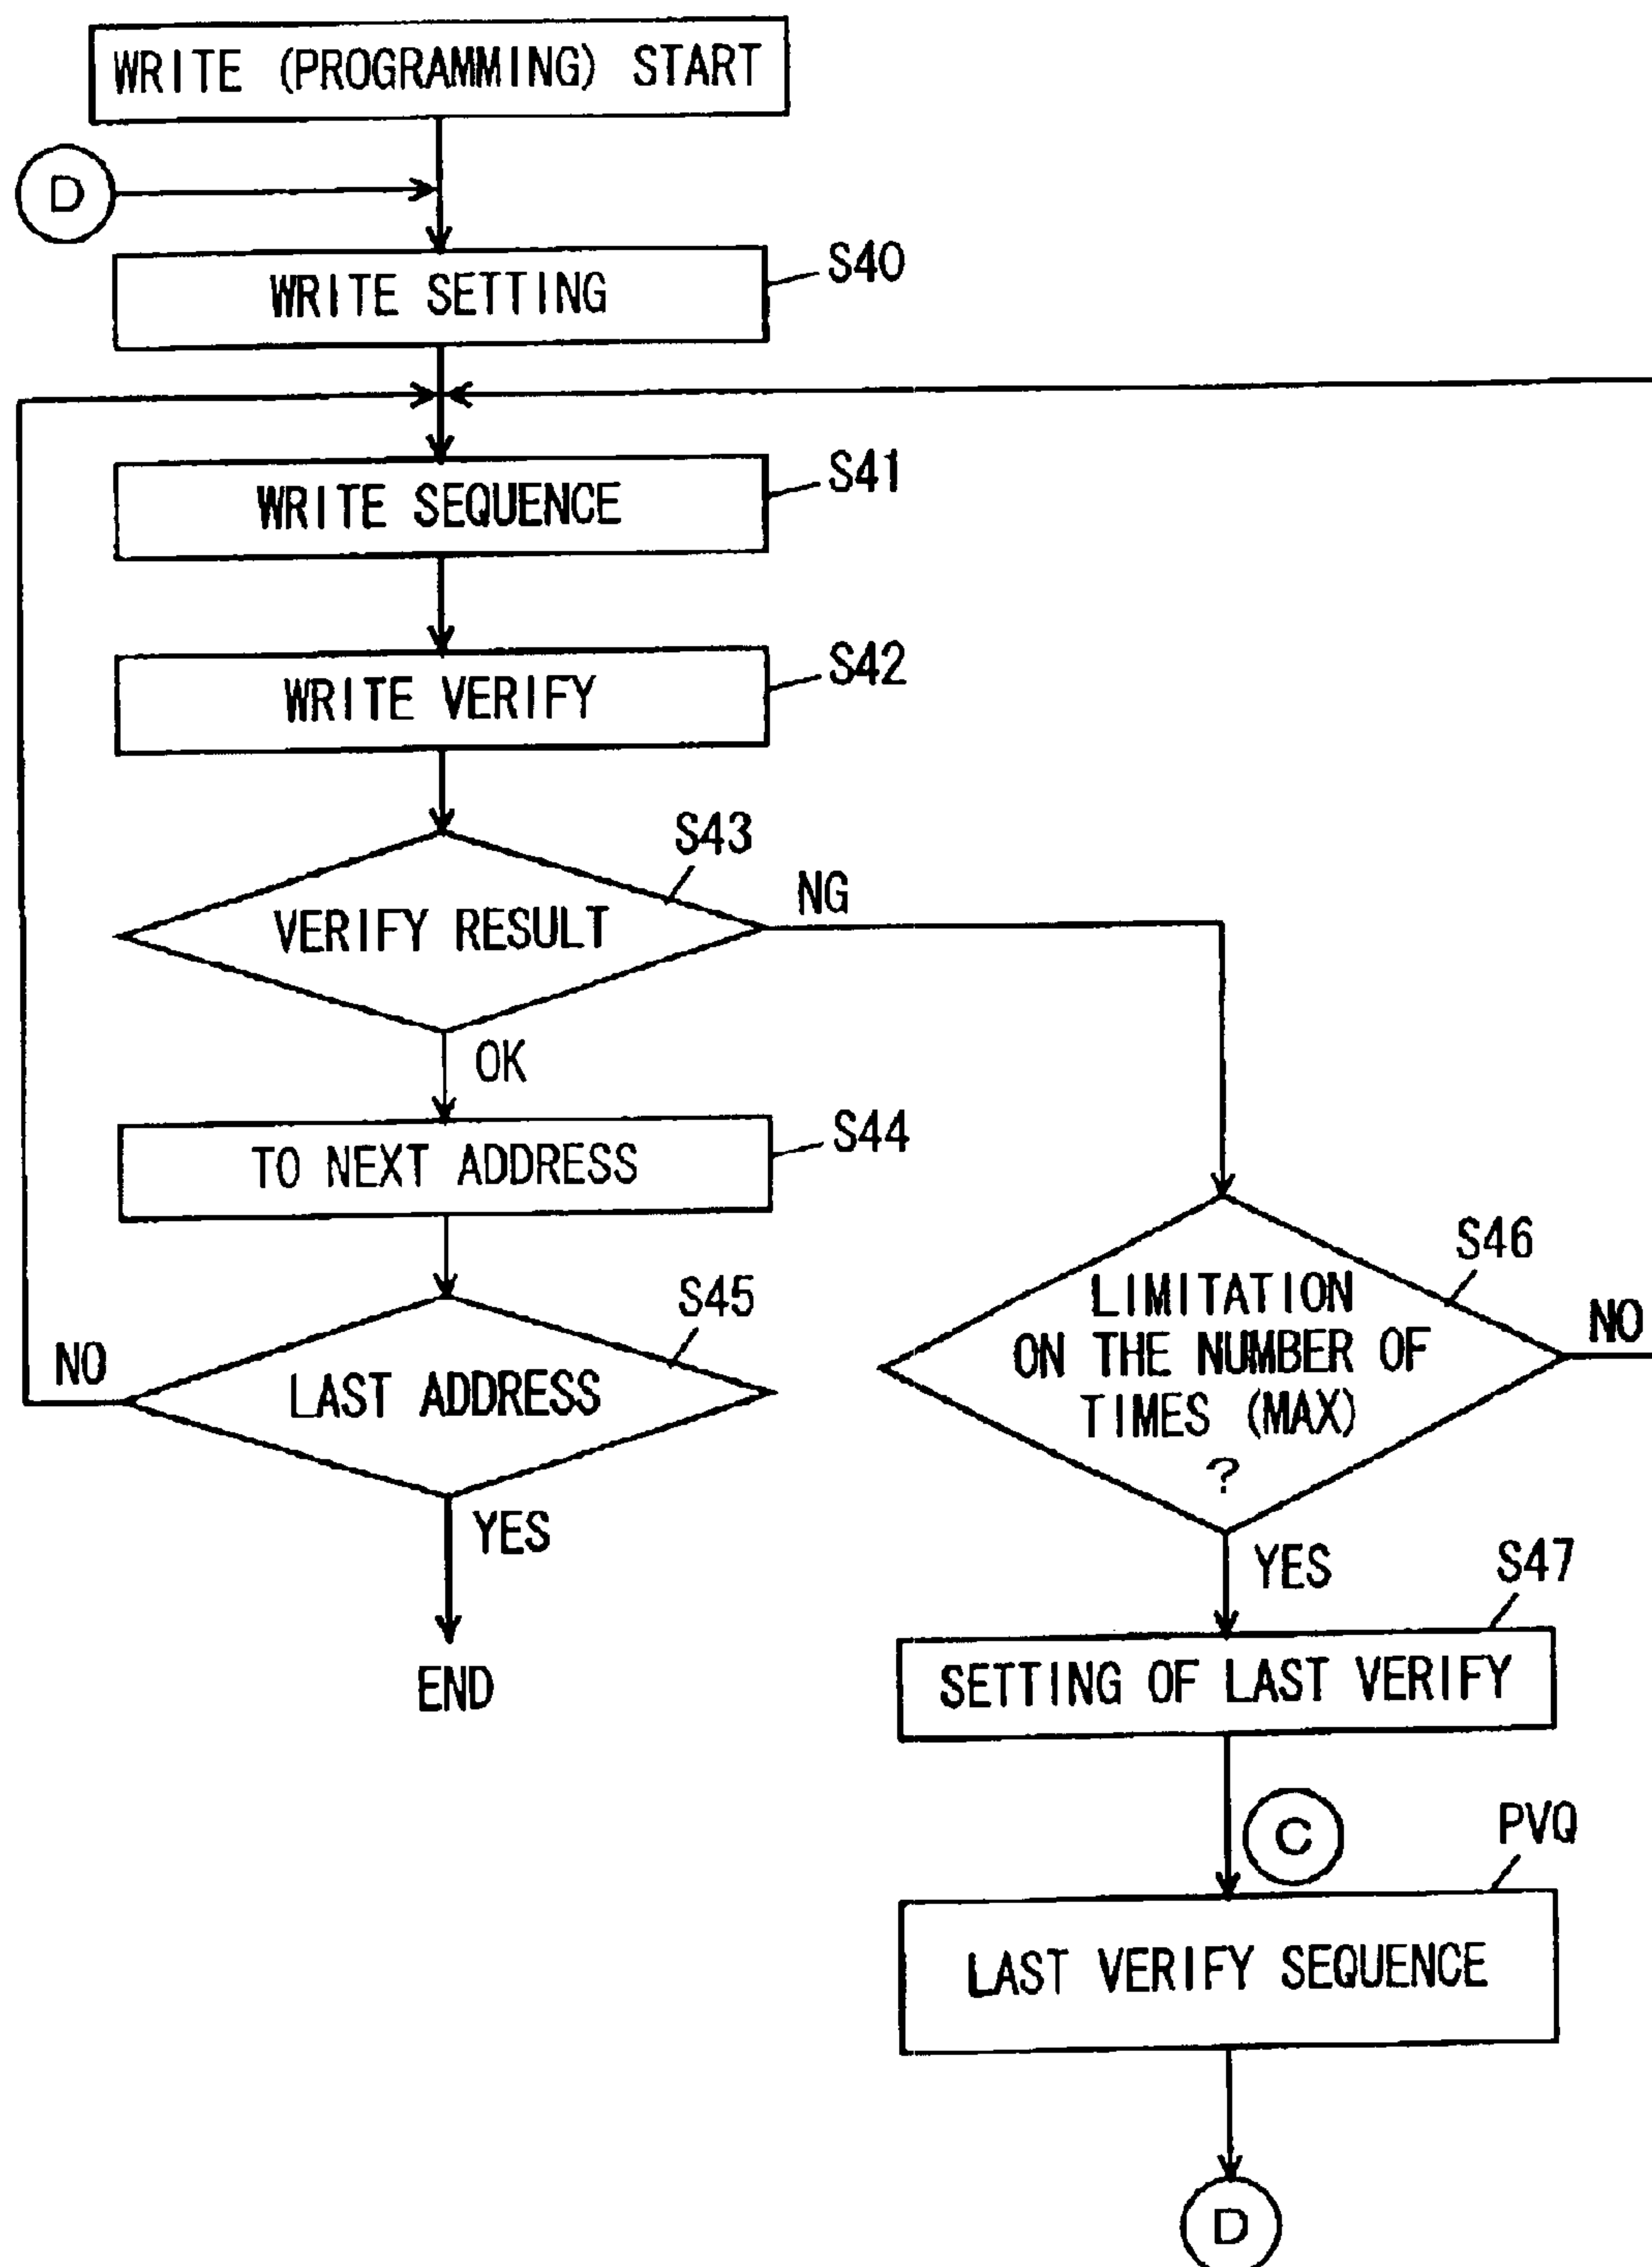 WRITE (PROGRAMMING) START
D
WRITE SETTING
S40
WRITE SEQUENCE
S41
WRITE VERIFY
S42
VERIFY RESULT
S43
NG
OK
TO NEXT ADDRESS
S44
LAST ADDRESS
S45
NO
YES
END
LIMITATION
ON THE NUMBER OF
TIMES (MAX)
?
S46
NO
YES
SETTING OF LAST VERIFY
S47
C
LAST VERIFY SEQUENCE
PVQ
D